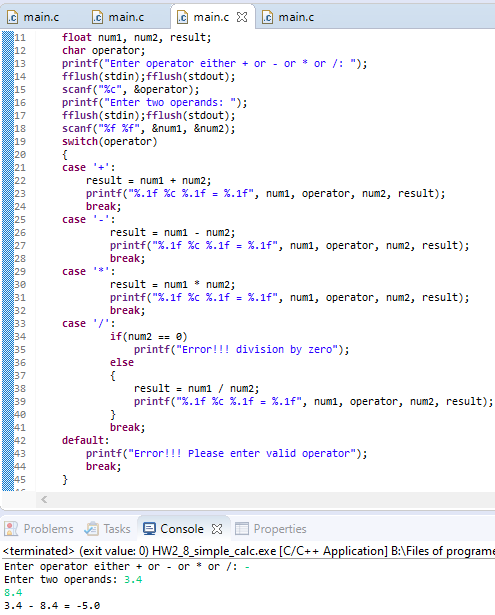 main.c main.c main.c main.c
11 float num1, num2, result;
12 char operator;
13 printf("Enter operator either + or - or * or /: ");
14 fflush(stdin);fflush(stdout);
15 scanf("%c", &operator);
16 printf("Enter two operands: ");
17 fflush(stdin);fflush(stdout);
18 scanf("%f %f", &num1, &num2);
19 switch(operator)
20 {
21 case '+':
22 result = num1 + num2;
23 printf("%.1f %c %.1f = %.1f", num1, operator, num2, result);
24 break;
25 case '-':
26 result = num1 - num2;
27 printf("%.1f %c %.1f = %.1f", num1, operator, num2, result);
28 break;
29 case '*':
30 result = num1 * num2;
31 printf("%.1f %c %.1f = %.1f", num1, operator, num2, result);
32 break;
33 case '/':
34 if(num2 == 0)
35 printf("Error!!! division by zero");
36 else
37 {
38 result = num1 / num2;
39 printf("%.1f %c %.1f = %.1f", num1, operator, num2, result);
40 }
41 break;
42 default:
43 printf("Error!!! Please enter valid operator");
44 break;
45 }
Problems Tasks Console Properties
<terminated> (exit value: 0) HW2_8_simple_calc.exe [C/C++ Application] B:\Files of programe
Enter operator either + or - or * or /: -
Enter two operands: 3.4
8.4
3.4 - 8.4 = -5.0